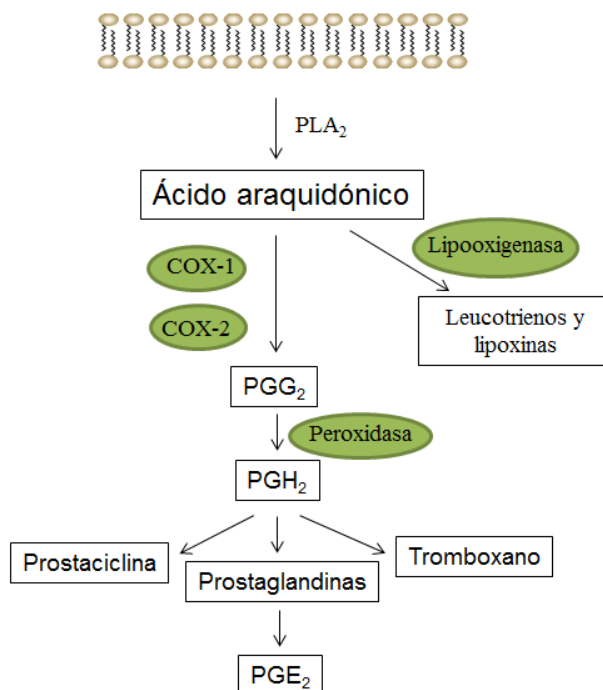 PLA₂
Ácido araquidónico
Lipooxigenasa
COX-1
Leucotrienos y
lipoxinas
COX-2
PGG₂
Peroxidasa
PGH₂
Prostaciclina
Prostaglandinas
Tromboxano
PGE₂